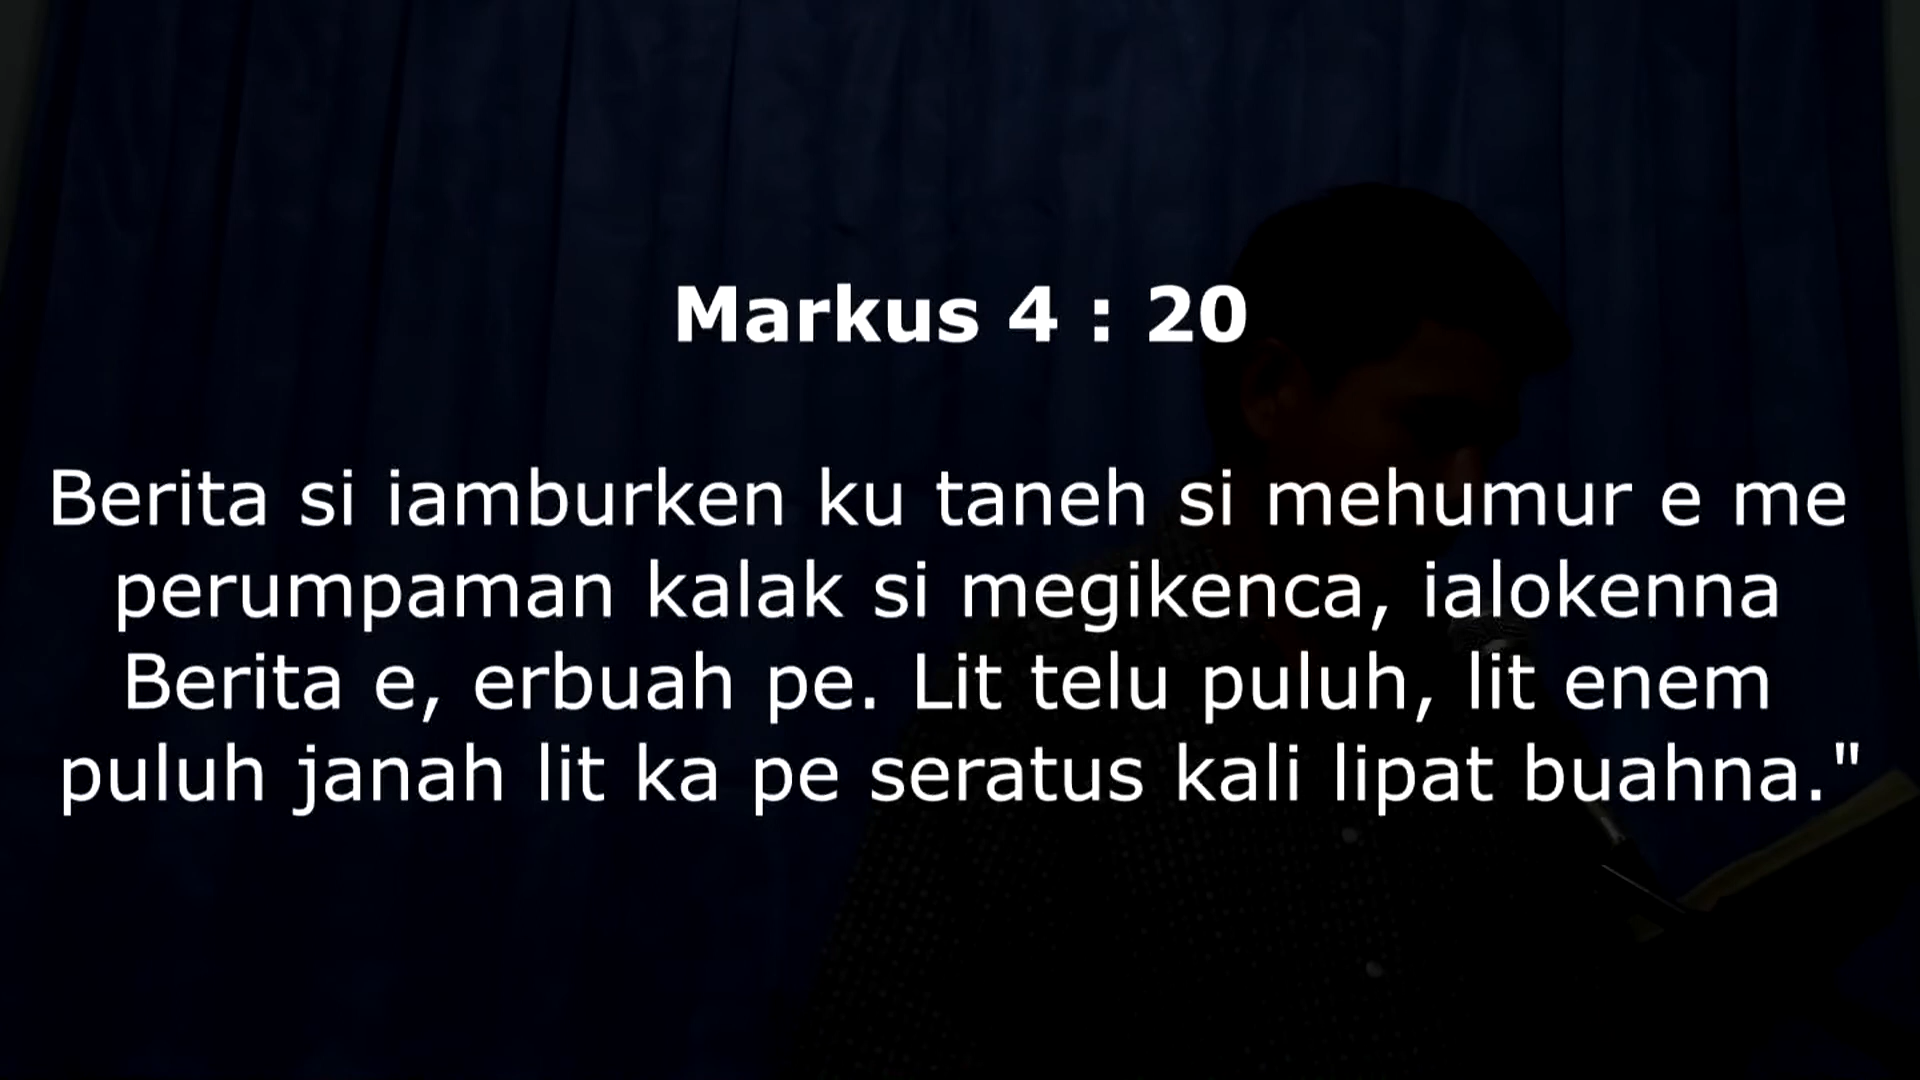 Markus 4 : 20
Berita si iamburken ku taneh si mehumur e me
perumpaman kalak si megikenca, ialokenna
Berita e, erbuah pe. Lit telu puluh, lit enem
puluh janah lit ka pe seratus kali lipat buahna."